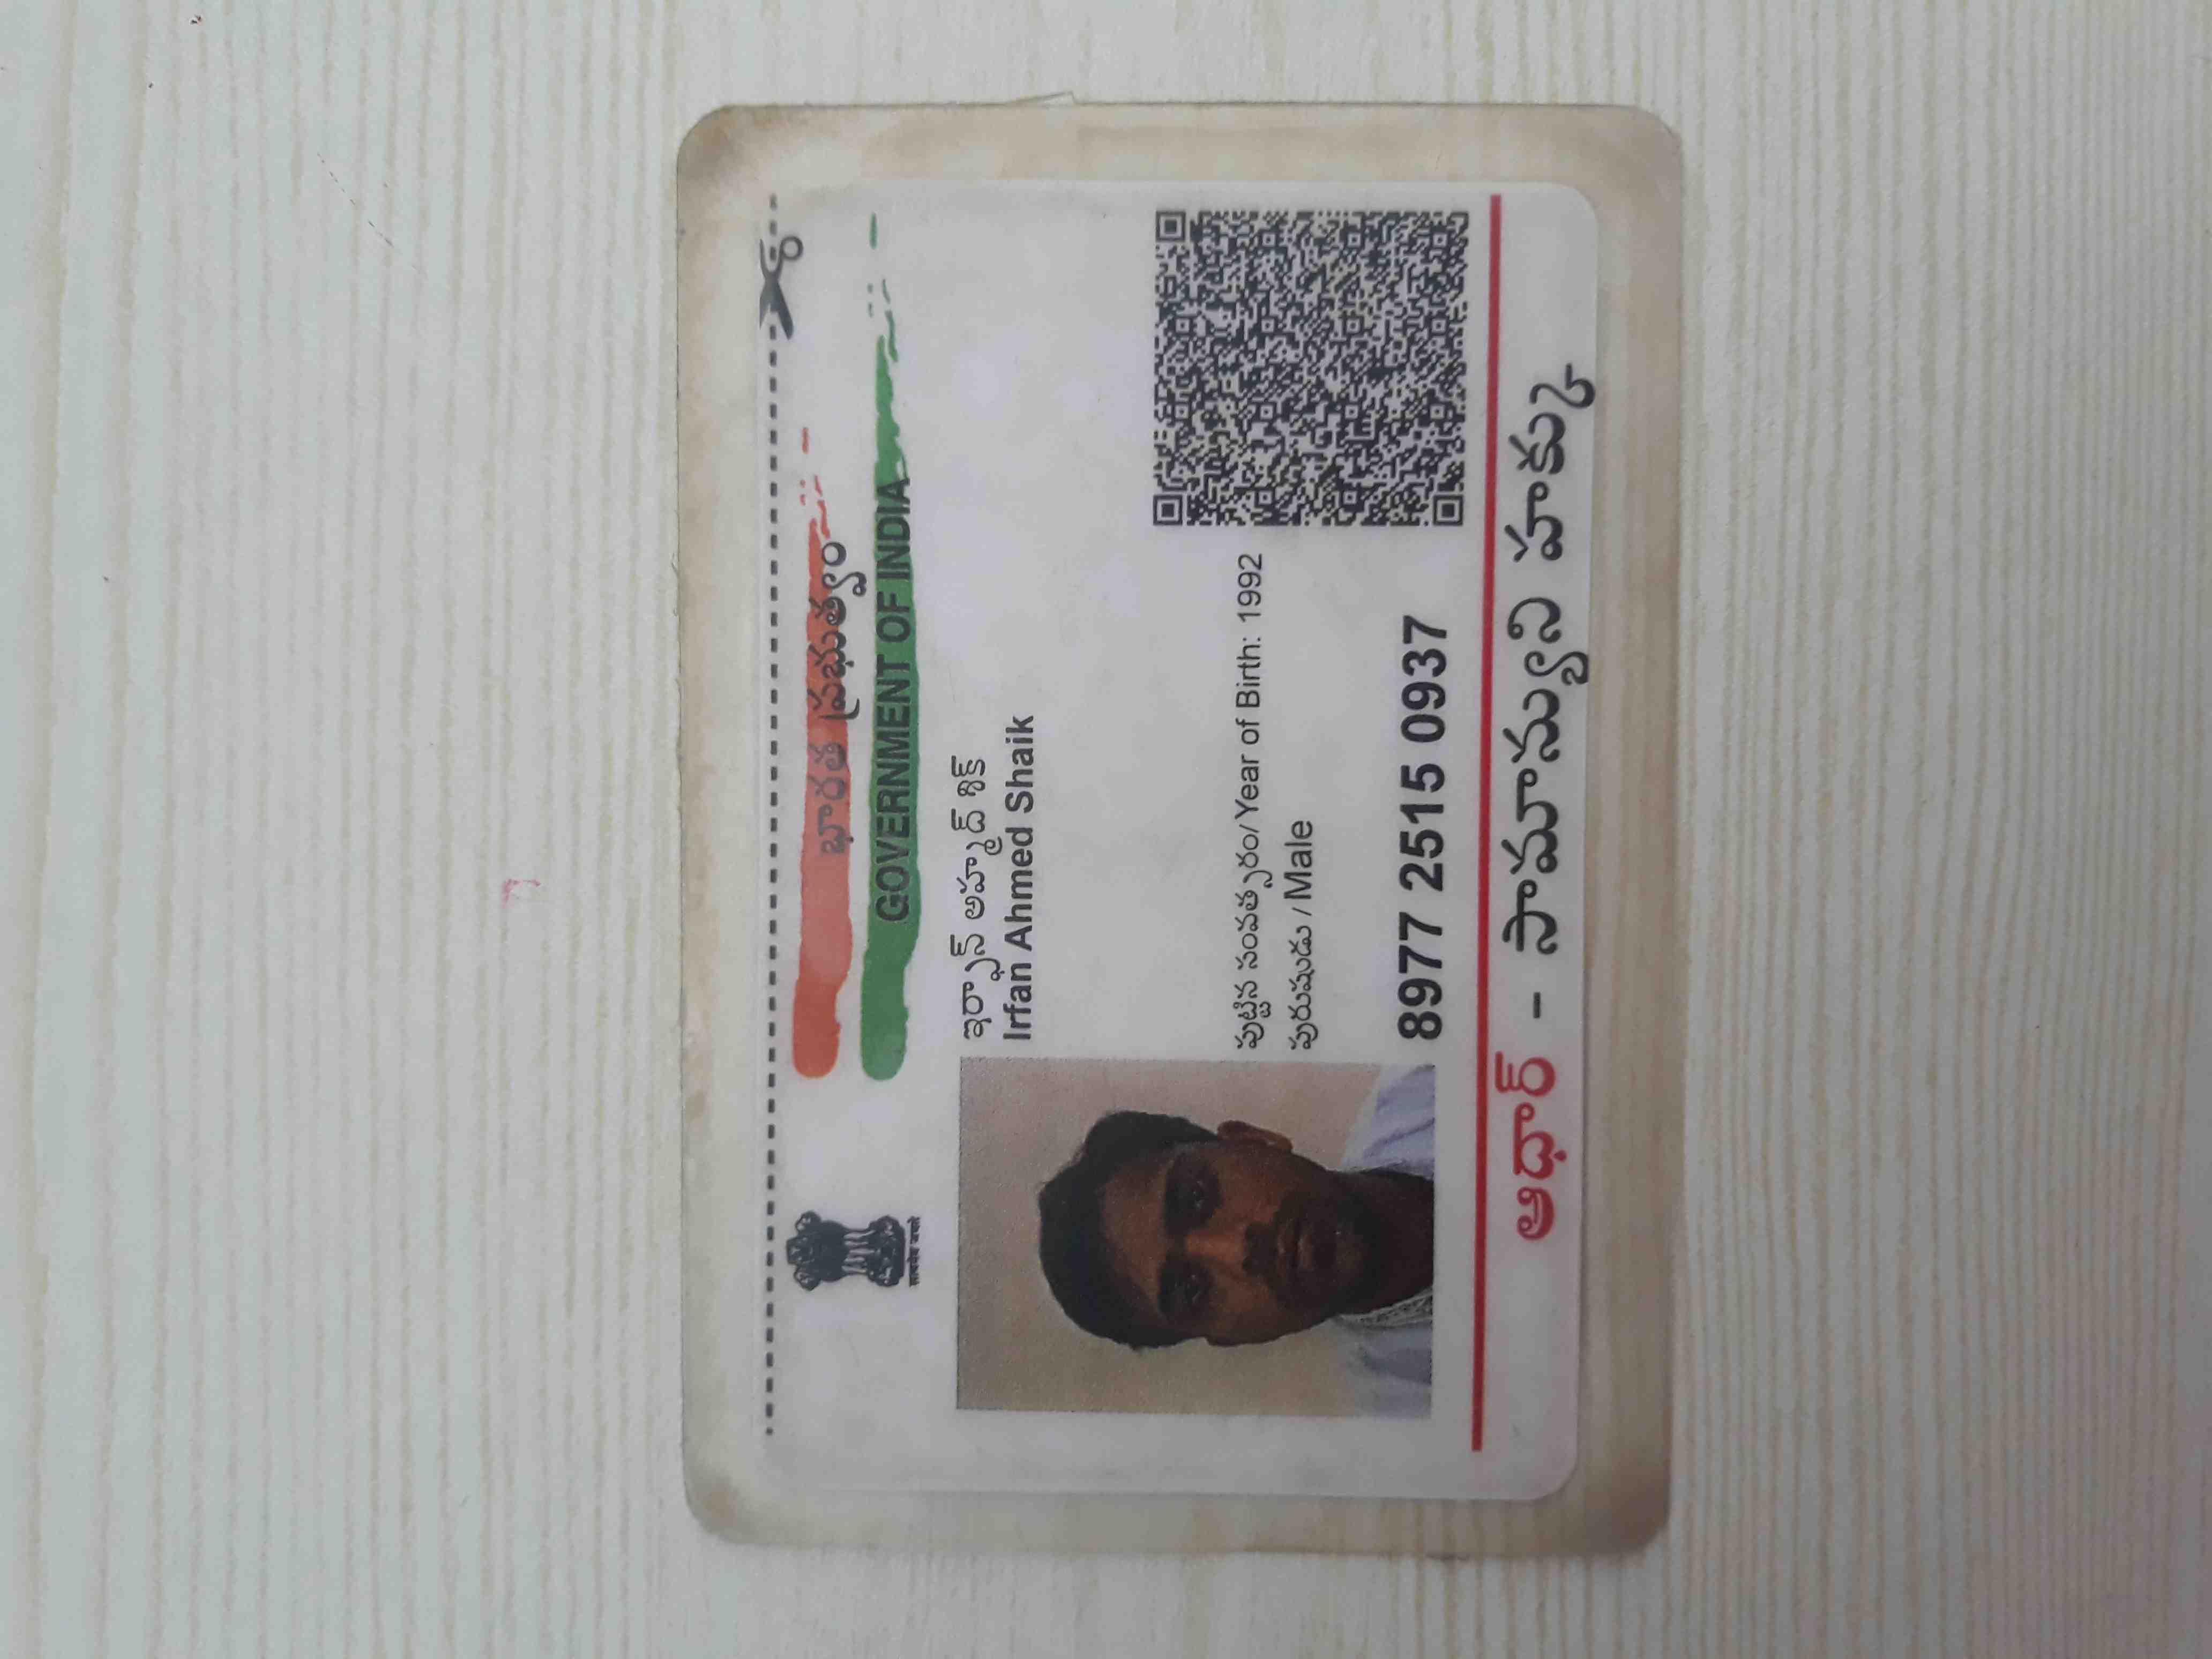 భారత ప్రభుత్వం
GOVERNMENT OF INDIA
सत्यमेव जयते
ఇర్ఫాన్ అహ్మద్ శేక్
Irfan Ahmed Shaik
పుట్టిన సంవత్సరం/Year of Birth: 1992
పురుషుడు / Male
8977 2515 0937
ఆధార్ - సామాన్యుని హక్కు